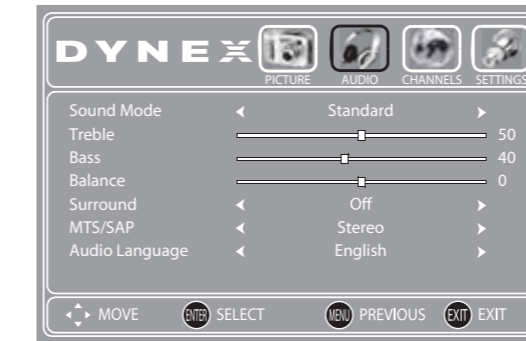 DYNEX
PICTURE AUDIO CHANNELS SETTINGS
Sound Mode Standard
Treble 50
Bass 40
Balance 0
Surround Off
MTS/SAP Stereo
Audio Language English
MOVE ENTER SELECT MENU PREVIOUS EXIT EXIT